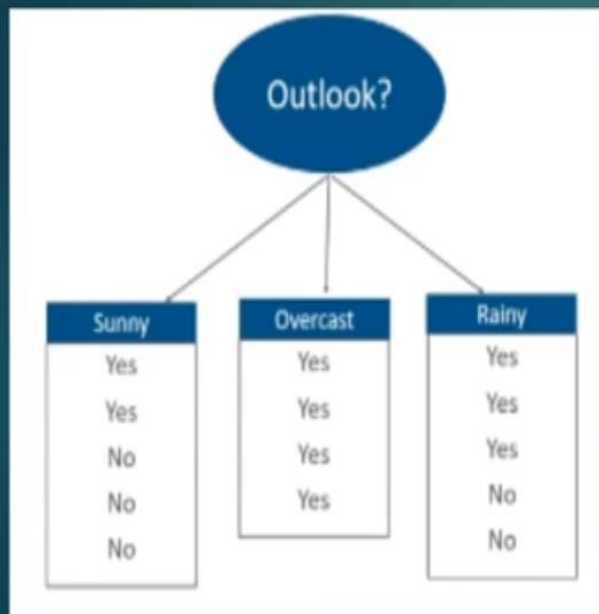 Outlook?
Sunny
Yes
Yes
No
No
No
Overcast
Yes
Yes
Yes
Yes
Rainy
Yes
Yes
Yes
No
No